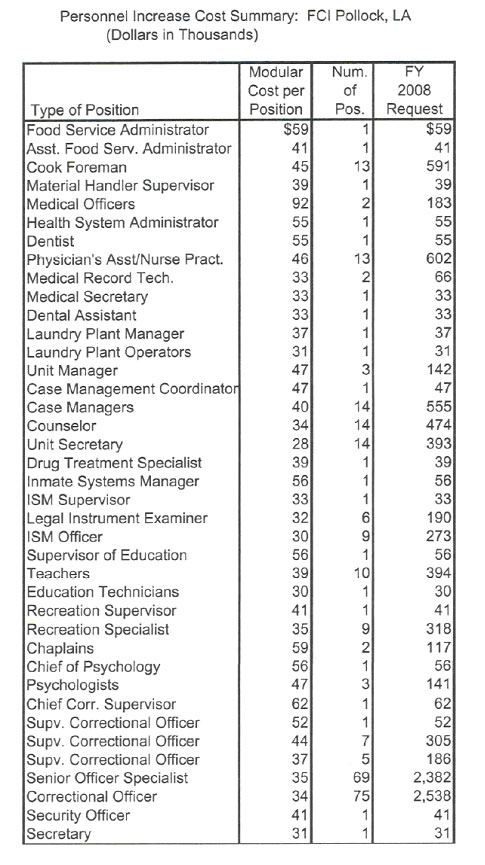 Personnel Increase Cost Summary: FCI Pollock, LA
(Dollars in Thousands)
Modular Num. FY
Cost per of 2008
Type of Position Position Pos. Request
Food Service Administrator $59 1 $59
Asst. Food Serv. Administrator 41 1 41
Cook Foreman 45 13 591
Material Handler Supervisor 39 1 39
Medical Officers 92 2 183
Health System Administrator 55 1 55
Dentist 55 1 55
Physician's Asst/Nurse Pract. 46 13 602
Medical Record Tech. 33 2 66
Medical Secretary 33 1 33
Dental Assistant 33 1 33
Laundry Plant Manager 37 1 37
Laundry Plant Operators 31 1 31
Unit Manager 47 3 142
Case Management Coordinator 47 1 47
Case Managers 40 14 555
Counselor 34 14 474
Unit Secretary 28 14 393
Drug Treatment Specialist 39 1 39
Inmate Systems Manager 56 1 56
ISM Supervisor 33 1 33
Legal Instrument Examiner 32 6 190
ISM Officer 30 9 273
Supervisor of Education 56 1 56
Teachers 39 10 394
Education Technicians 30 1 30
Recreation Supervisor 41 1 41
Recreation Specialist 35 9 318
Chaplains 59 2 117
Chief of Psychology 56 1 56
Psychologists 47 3 141
Chief Corr. Supervisor 62 1 62
Supv. Correctional Officer 52 1 52
Supv. Correctional Officer 44 7 305
Supv. Correctional Officer 37 5 186
Senior Officer Specialist 35 69 2,382
Correctional Officer 34 75 2,538
Security Officer 41 1 41
Secretary 31 1 31